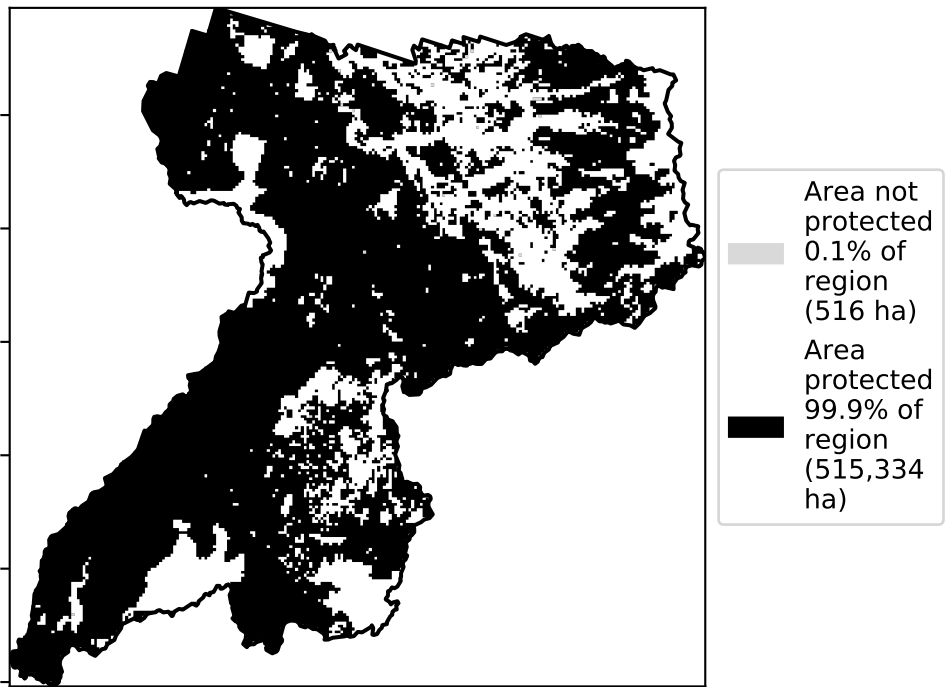 Area not
protected
0.1% of
region
(516 ha)
Area
protected
99.9% of
region
(515,334
ha)